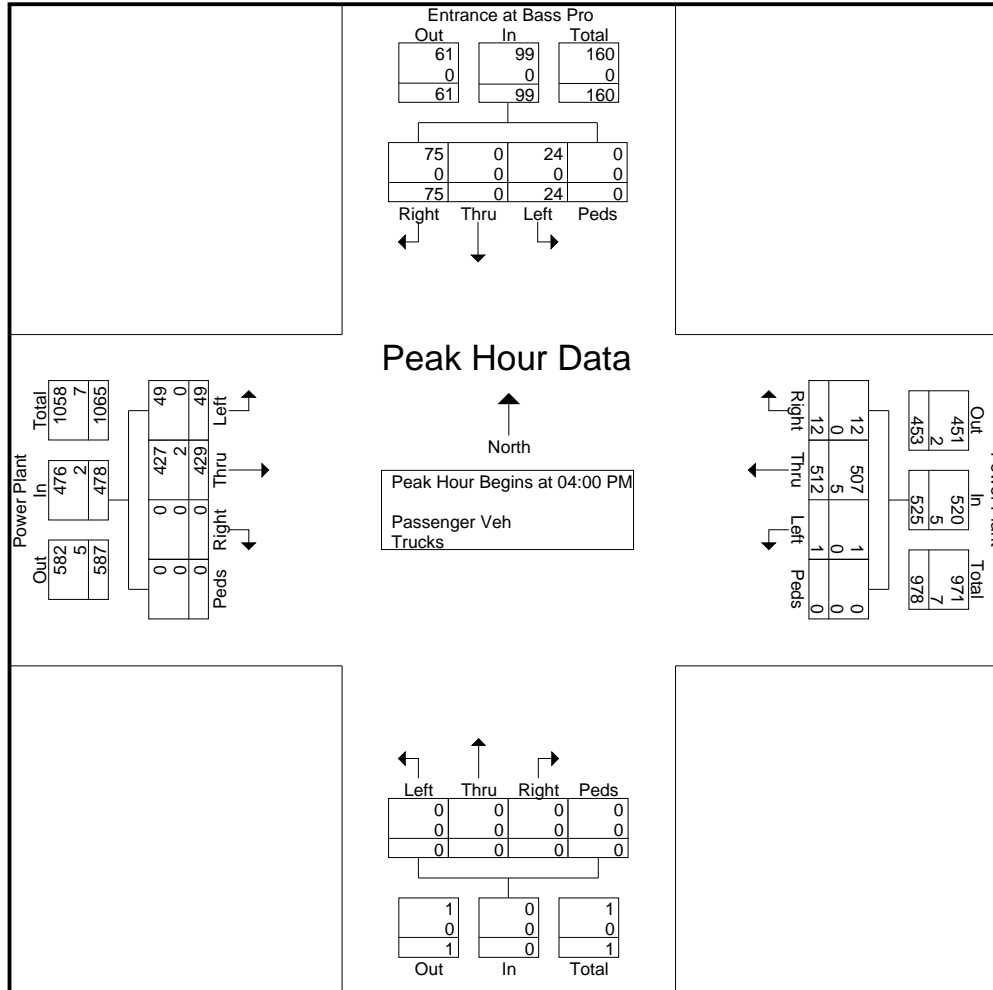 Entrance at Bass Pro
Out In Total
61 99 160
0 0 0
61 99 160
75 0 24 0
0 0 0 0
75 0 24 0
Right Thru Left Peds
Peak Hour Data
North
Peak Hour Begins at 04:00 PM
Passenger Veh
Trucks
Power Plant
Out In Total
582 476 1058
5 2 7
587 478 1065
49 427 0 0
0 2 0 0
49 429 0 0
Left Thru Right Peds
Out In Total
451 520 971
2 5 7
453 525 978
12 507 1 0
0 5 0 0
12 512 1 0
Right Thru Left Peds
Left Thru Right Peds
0 0 0 0
0 0 0 0
0 0 0 0
1 0 1
0 0 0
1 0 1
Out In Total